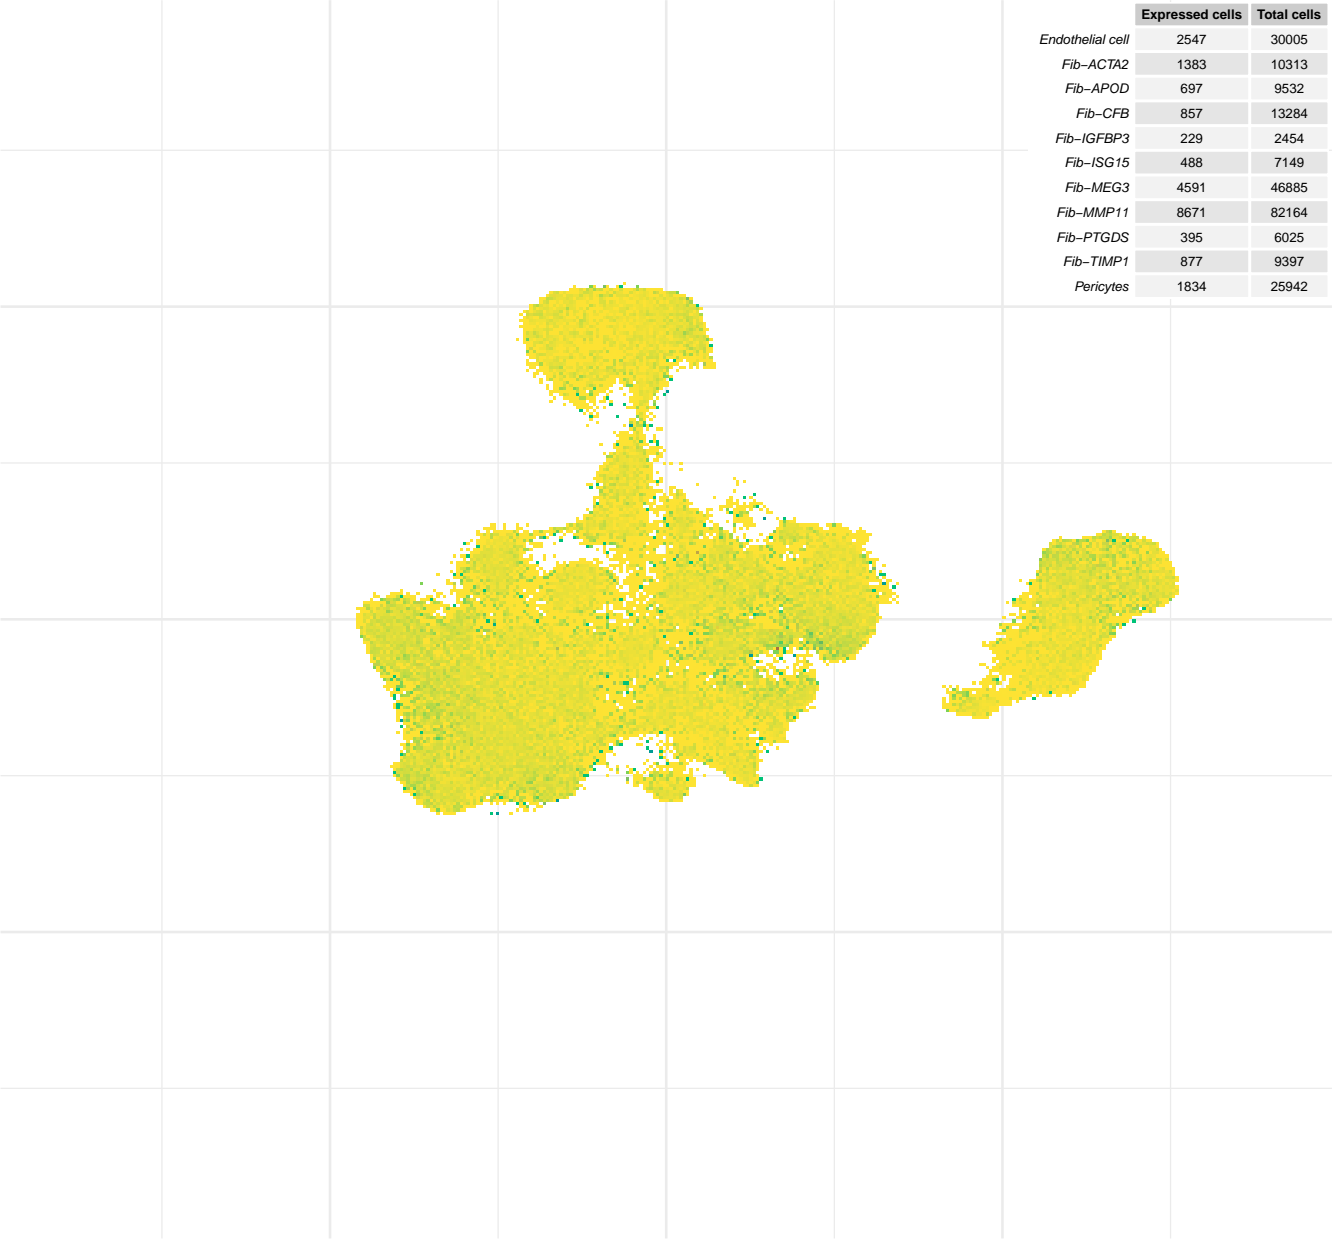 Expressed cells Total cells
Endothelial cell 2547 30005
Fib−ACTA2 1383 10313
Fib−APOD 697 9532
Fib−CFB 857 13284
Fib−IGFBP3 229 2454
Fib−ISG15 488 7149
Fib−MEG3 4591 46885
Fib−MMP11 8671 82164
Fib−PTGDS 395 6025
Fib−TIMP1 877 9397
Pericytes 1834 25942